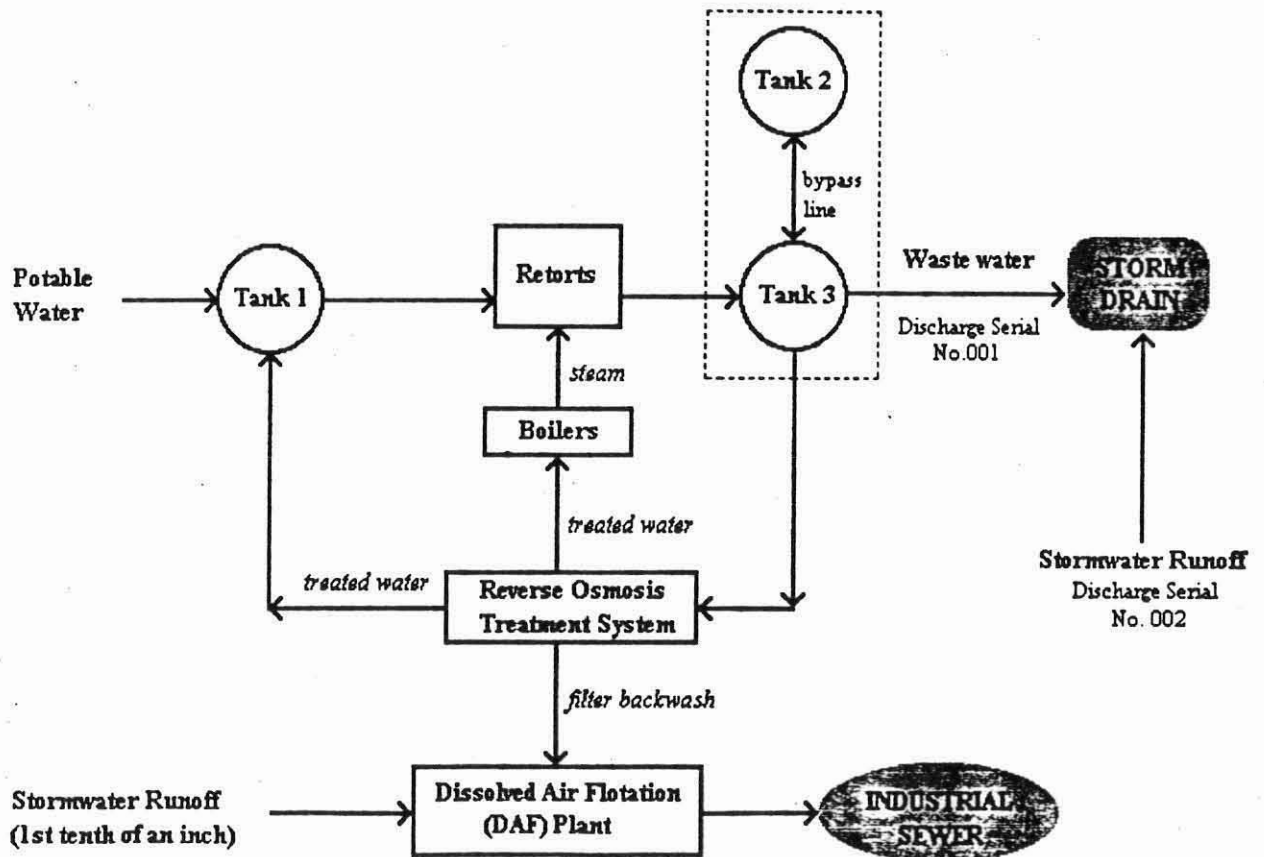 Tank 2
bypass
line
Potable
Water
Tank 1
Retorts
Tank 3
Waste water
Discharge Serial
No.001
STORM
DRAIN
steam
Boilers
treated water
treated water
Reverse Osmosis
Treatment System
Stormwater Runoff
Discharge Serial
No. 002
filter backwash
Stormwater Runoff
(1st tenth of an inch)
Dissolved Air Flotation
(DAF) Plant
INDUSTRIAL
SEWER